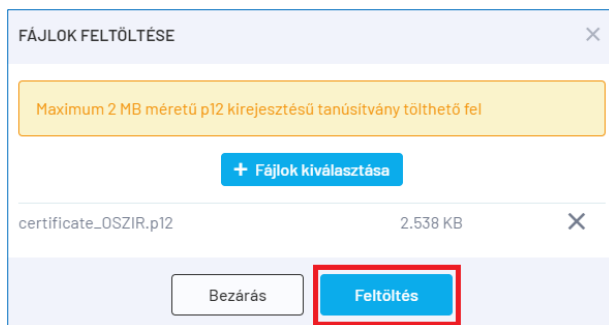 FÁJLOK FELTÖLTÉSE
Maximum 2 MB méretű p12 kirejesztésű tanúsítvány tölthető fel
+ Fájlok kiválasztása
certificate_OSZIR.p12 2.538 KB
Bezárás Feltöltés